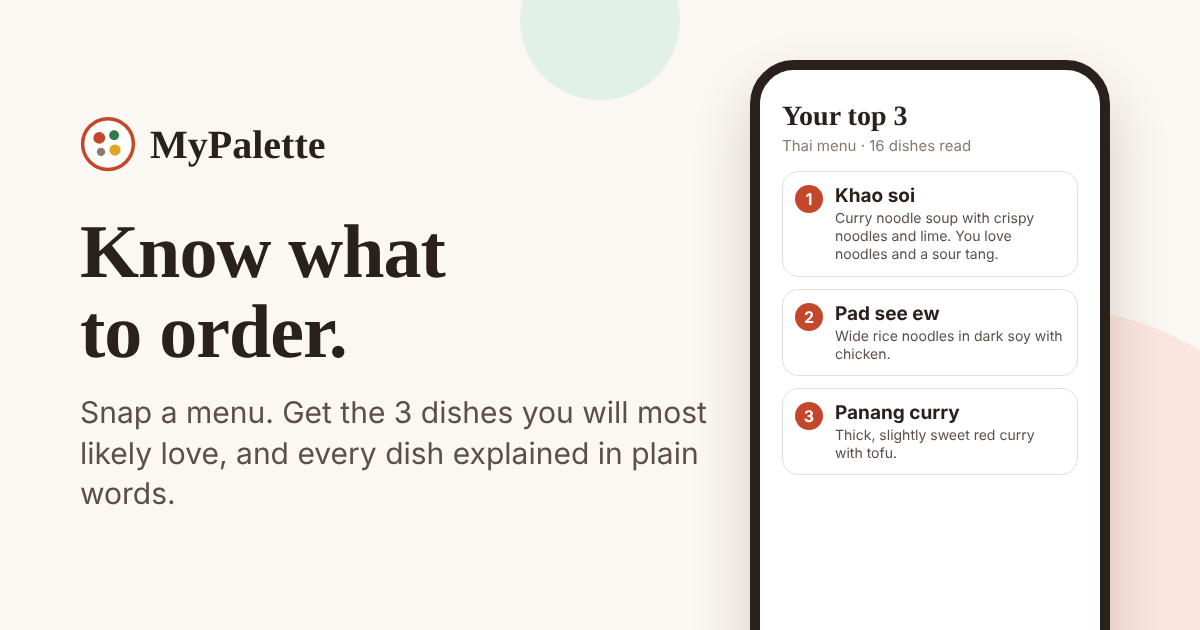 MyPalette
Know what
to order.
Snap a menu. Get the 3 dishes you will most
likely love, and every dish explained in plain
words.
Your top 3
Thai menu · 16 dishes read
1 Khao soi
Curry noodle soup with crispy
noodles and lime. You love
noodles and a sour tang.
2 Pad see ew
Wide rice noodles in dark soy with
chicken.
3 Panang curry
Thick, slightly sweet red curry
with tofu.